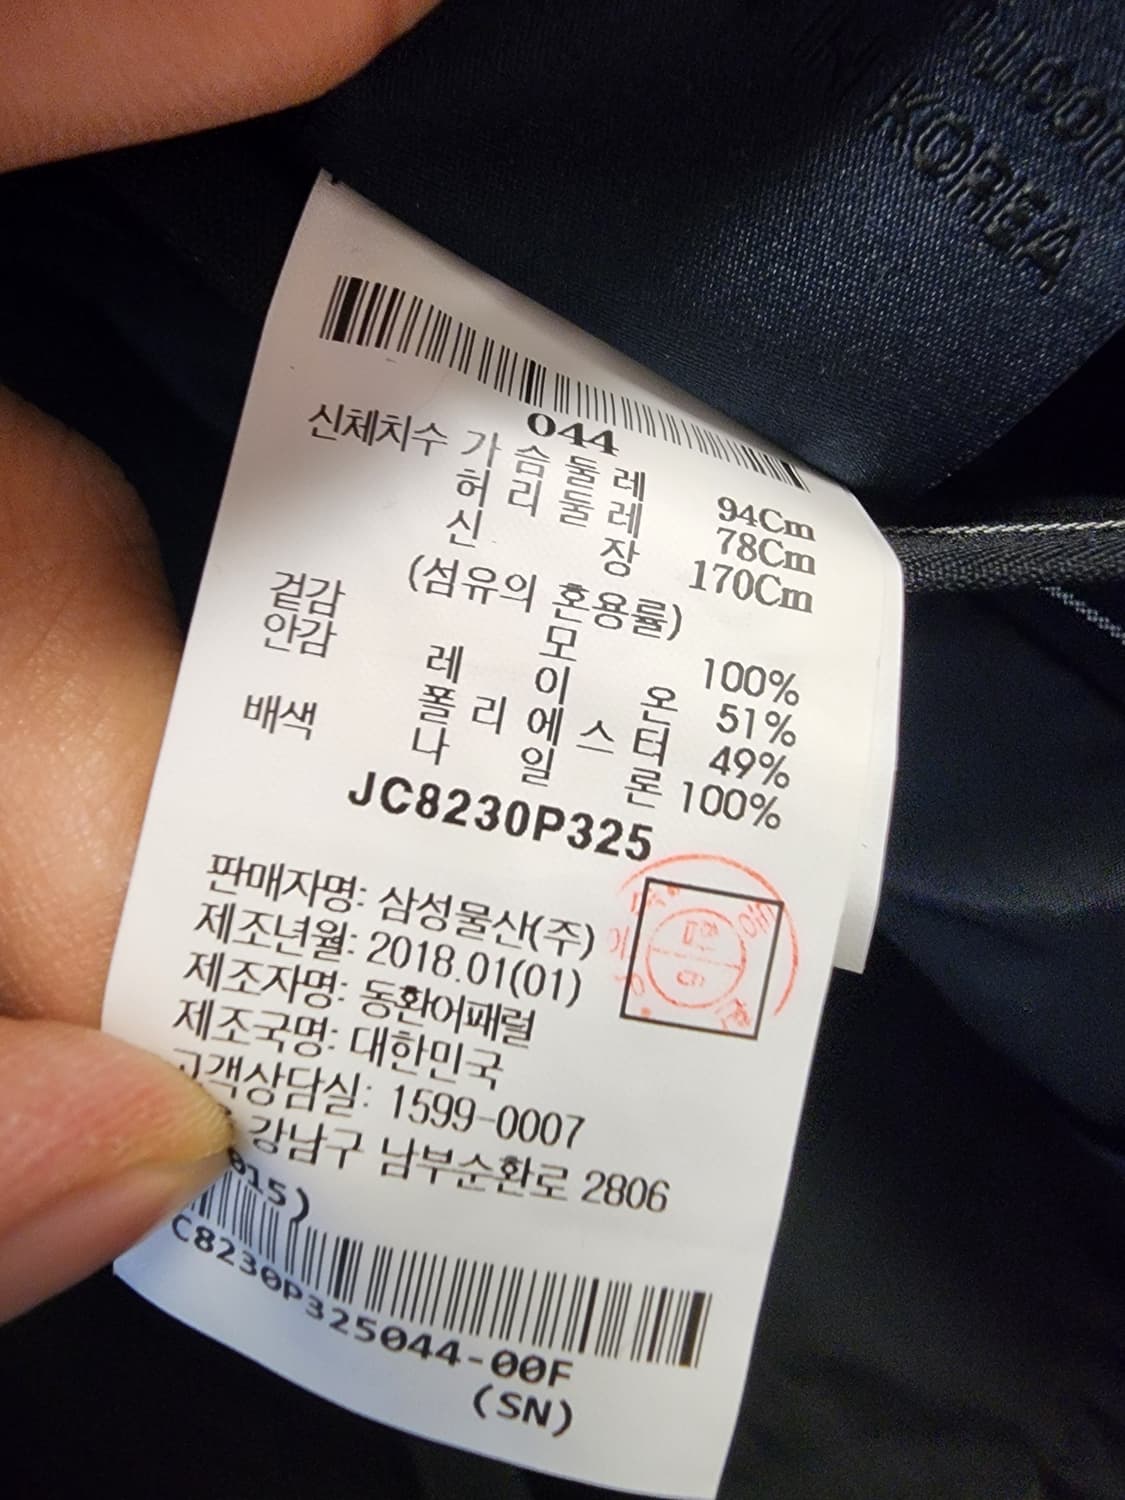 KOREA
044
신체치수 가슴둘레 94Cm
허리둘레 78Cm
신장 170Cm
(섬유의 혼용률)
겉감 모 100%
안감 레이온 51%
폴리에스터 49%
배색 나일론 100%
JC8230P325
판매자명: 삼성물산(주)
제조년월: 2018.01(01)
제조자명: 동환어패럴
제조국명: 대한민국
고객상담실: 1599-0007
강남구 남부순환로 2806
015)
C8230P325044-00F
(SN)